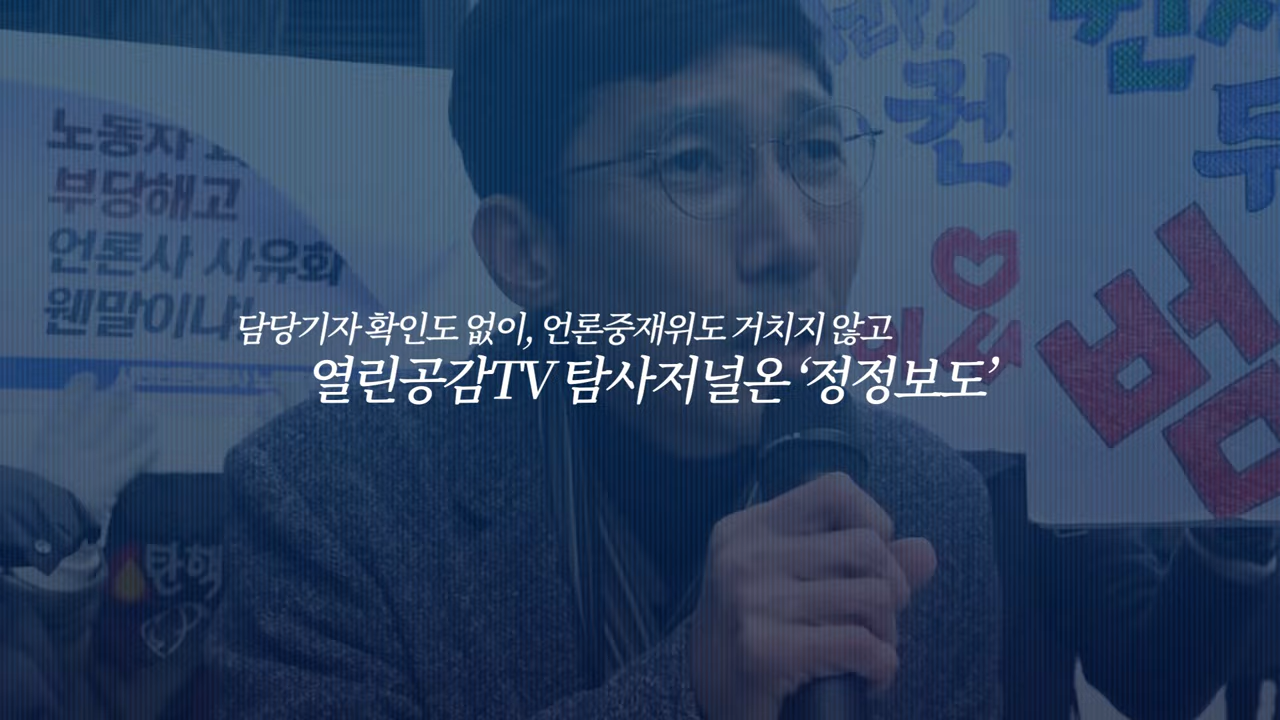 노동자
부당해고
언론사 사유화
웬말이냐!
권
범
담당기자 확인도 없이, 언론중재위도 거치지 않고
열린공감TV 탐사저널온 ‘정정보도’
탄핵